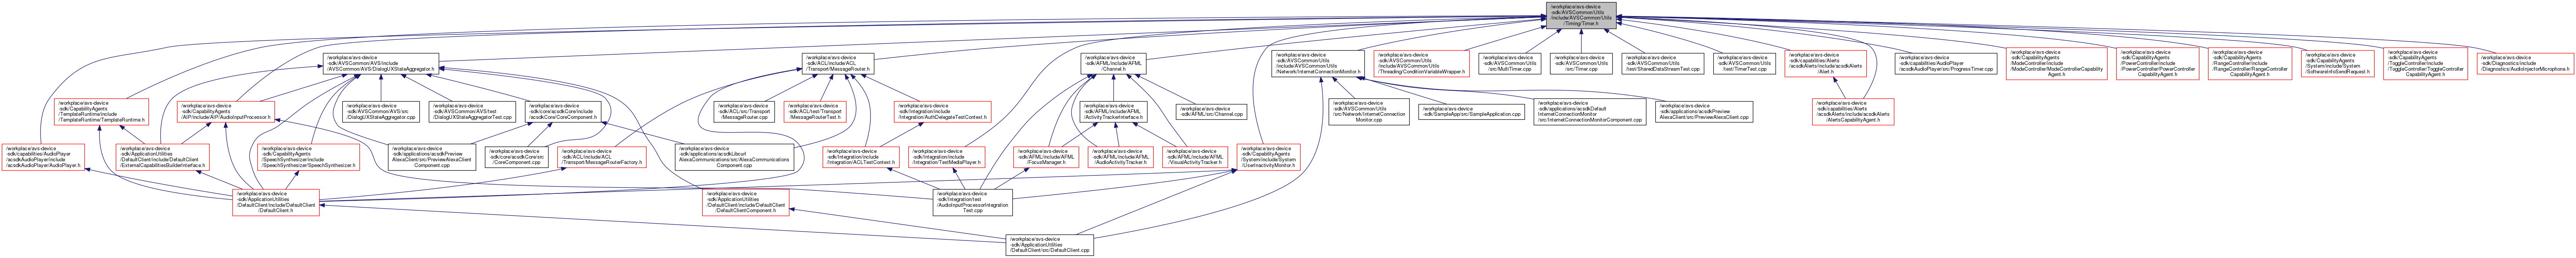 /workplace/avs-device
-sdk/AVSCommon/Utils
/include/AVSCommon/Utils
/Timing/Timer.h
/workplace/avs-device
-sdk/AVSCommon/AVS/include
/AVSCommon/AVS/DialogUXStateAggregator.h
/workplace/avs-device
-sdk/ACL/include/ACL
/Transport/MessageRouter.h
/workplace/avs-device
-sdk/AFML/include/AFML
/Channel.h
/workplace/avs-device
-sdk/AVSCommon/Utils
/include/AVSCommon/Utils
/Network/InternetConnectionMonitor.h
/workplace/avs-device
-sdk/AVSCommon/Utils
/include/AVSCommon/Utils
/Threading/ConditionVariableWrapper.h
/workplace/avs-device
-sdk/AVSCommon/Utils
/src/MultiTimer.cpp
/workplace/avs-device
-sdk/AVSCommon/Utils
/src/Timer.cpp
/workplace/avs-device
-sdk/AVSCommon/Utils
/test/SharedDataStreamTest.cpp
/workplace/avs-device
-sdk/AVSCommon/Utils
/test/TimerTest.cpp
/workplace/avs-device
-sdk/capabilities/Alerts
/acsdkAlerts/include/acsdkAlerts
/Alert.h
/workplace/avs-device
-sdk/capabilities/AudioPlayer
/acsdkAudioPlayer/src/ProgressTimer.cpp
/workplace/avs-device
-sdk/CapabilityAgents
/ModeController/include
/ModeController/ModeControllerCapability
Agent.h
/workplace/avs-device
-sdk/CapabilityAgents
/PowerController/include
/PowerController/PowerController
CapabilityAgent.h
/workplace/avs-device
-sdk/CapabilityAgents
/RangeController/include
/RangeController/RangeController
CapabilityAgent.h
/workplace/avs-device
-sdk/CapabilityAgents
/System/include/System
/SoftwareInfoSendRequest.h
/workplace/avs-device
-sdk/CapabilityAgents
/ToggleController/include
/ToggleController/ToggleController
CapabilityAgent.h
/workplace/avs-device
-sdk/Diagnostics/include
/Diagnostics/AudioInjectorMicrophone.h
/workplace/avs-device
-sdk/CapabilityAgents
/TemplateRuntime/include
/TemplateRuntime/TemplateRuntime.h
/workplace/avs-device
-sdk/CapabilityAgents
/AIP/include/AIP/AudioInputProcessor.h
/workplace/avs-device
-sdk/AVSCommon/AVS/src
/DialogUXStateAggregator.cpp
/workplace/avs-device
-sdk/AVSCommon/AVS/test
/DialogUXStateAggregatorTest.cpp
/workplace/avs-device
-sdk/core/acsdkCore/include
/acsdkCore/CoreComponent.h
/workplace/avs-device
-sdk/ACL/src/Transport
/MessageRouter.cpp
/workplace/avs-device
-sdk/ACL/test/Transport
/MessageRouterTest.h
/workplace/avs-device
-sdk/Integration/include
/Integration/AuthDelegateTestContext.h
/workplace/avs-device
-sdk/AFML/include/AFML
/ActivityTrackerInterface.h
/workplace/avs-device
-sdk/AFML/src/Channel.cpp
/workplace/avs-device
-sdk/AVSCommon/Utils
/src/Network/InternetConnection
Monitor.cpp
/workplace/avs-device
-sdk/SampleApp/src/SampleApplication.cpp
/workplace/avs-device
-sdk/applications/acsdkDefault
InternetConnectionMonitor
/src/InternetConnectionMonitorComponent.cpp
/workplace/avs-device
-sdk/applications/acsdkPreview
AlexaClient/src/PreviewAlexaClient.cpp
/workplace/avs-device
-sdk/capabilities/Alerts
/acsdkAlerts/include/acsdkAlerts
/AlertsCapabilityAgent.h
/workplace/avs-device
-sdk/capabilities/AudioPlayer
/acsdkAudioPlayer/include
/acsdkAudioPlayer/AudioPlayer.h
/workplace/avs-device
-sdk/ApplicationUtilities
/DefaultClient/include/DefaultClient
/ExternalCapabilitiesBuilderInterface.h
/workplace/avs-device
-sdk/CapabilityAgents
/SpeechSynthesizer/include
/SpeechSynthesizer/SpeechSynthesizer.h
/workplace/avs-device
-sdk/applications/acsdkPreview
AlexaClient/src/PreviewAlexaClient
Component.cpp
/workplace/avs-device
-sdk/core/acsdkCore/src
/CoreComponent.cpp
/workplace/avs-device
-sdk/ACL/include/ACL
/Transport/MessageRouterFactory.h
/workplace/avs-device
-sdk/applications/acsdkLibcurl
AlexaCommunications/src/AlexaCommunications
Component.cpp
/workplace/avs-device
-sdk/Integration/include
/Integration/ACLTestContext.h
/workplace/avs-device
-sdk/Integration/include
/Integration/TestMediaPlayer.h
/workplace/avs-device
-sdk/AFML/include/AFML
/FocusManager.h
/workplace/avs-device
-sdk/AFML/include/AFML
/AudioActivityTracker.h
/workplace/avs-device
-sdk/AFML/include/AFML
/VisualActivityTracker.h
/workplace/avs-device
-sdk/CapabilityAgents
/System/include/System
/UserInactivityMonitor.h
/workplace/avs-device
-sdk/ApplicationUtilities
/DefaultClient/include/DefaultClient
/DefaultClient.h
/workplace/avs-device
-sdk/ApplicationUtilities
/DefaultClient/include/DefaultClient
/DefaultClientComponent.h
/workplace/avs-device
-sdk/Integration/test
/AudioInputProcessorIntegration
Test.cpp
/workplace/avs-device
-sdk/ApplicationUtilities
/DefaultClient/src/DefaultClient.cpp